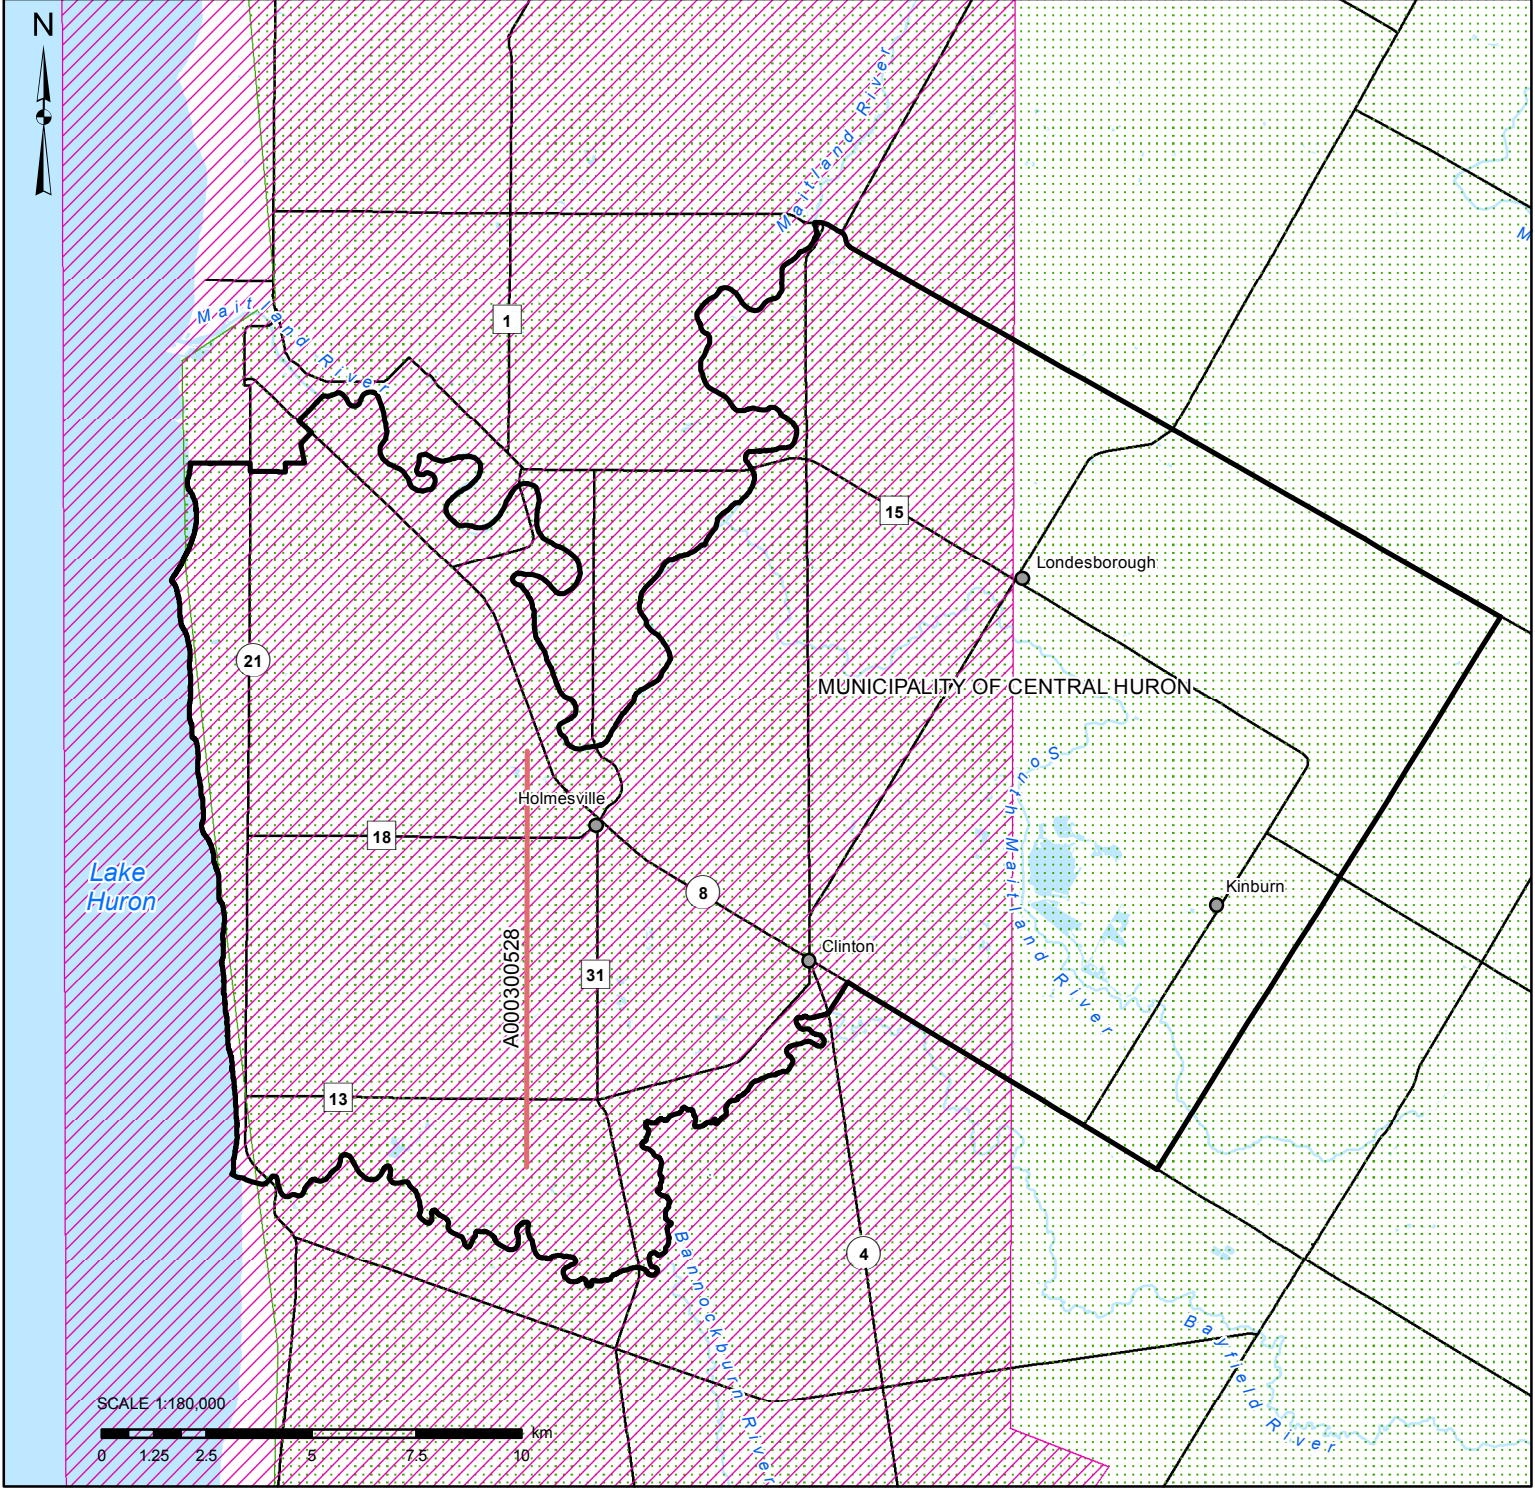 N
Maitland River
M
Maitland River
1
15
Londesborough
21
MUNICIPALITY OF CENTRAL HURON
South Maitland River
Holmesville
18
Lake
Huron
8
Kinburn
Clinton
A000300528
31
13
Bannockburn River
4
Bayfield River
SCALE 1:180,000
km
0 1.25 2.5 5 7.5 10